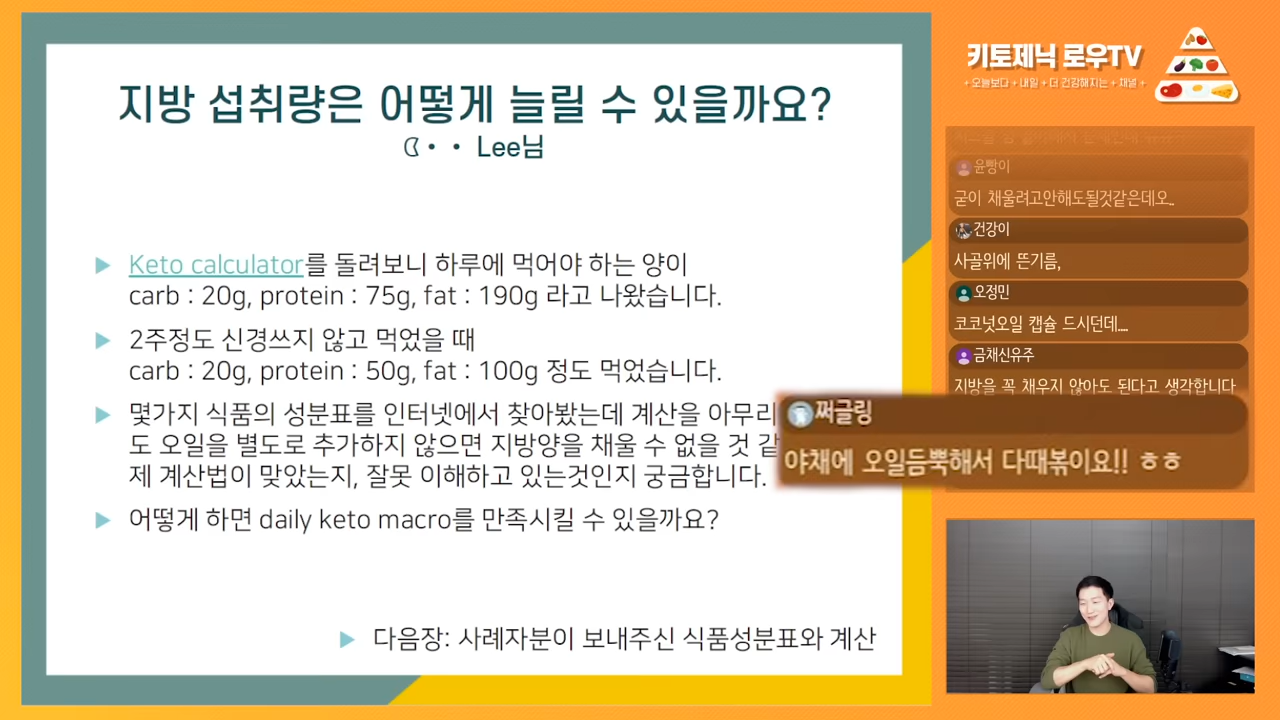 지방 섭취량은 어떻게 늘릴 수 있을까요?
Lee님
Keto calculator를 돌려보니 하루에 먹어야 하는 양이
carb : 20g, protein : 75g, fat : 190g 라고 나왔습니다.
2주정도 신경쓰지 않고 먹었을 때
carb : 20g, protein : 50g, fat : 100g 정도 먹었습니다.
몇가지 식품의 성분표를 인터넷에서 찾아봤는데 계산을 아무리
도 오일을 별도로 추가하지 않으면 지방양을 채울 수 없을 것 같
제 계산법이 맞았는지, 잘못 이해하고 있는것인지 궁금합니다.
어떻게 하면 daily keto macro를 만족시킬 수 있을까요?
다음장: 사례자분이 보내주신 식품성분표와 계산
키토제닉 로우TV
+ 오늘보다 + 내일 + 더 건강해지는 + 채널 +
윤빵이
굳이 채울려고안해도될것같은데오..
건강이
사골위에 뜬기름,
오정민
코코넛오일 캡슐 드시던데....
금채신유주
지방을 꼭 채우지 않아도 된다고 생각합니다
쩌글링
야채에 오일듬뿍해서 다때볶이요!! ㅎㅎ